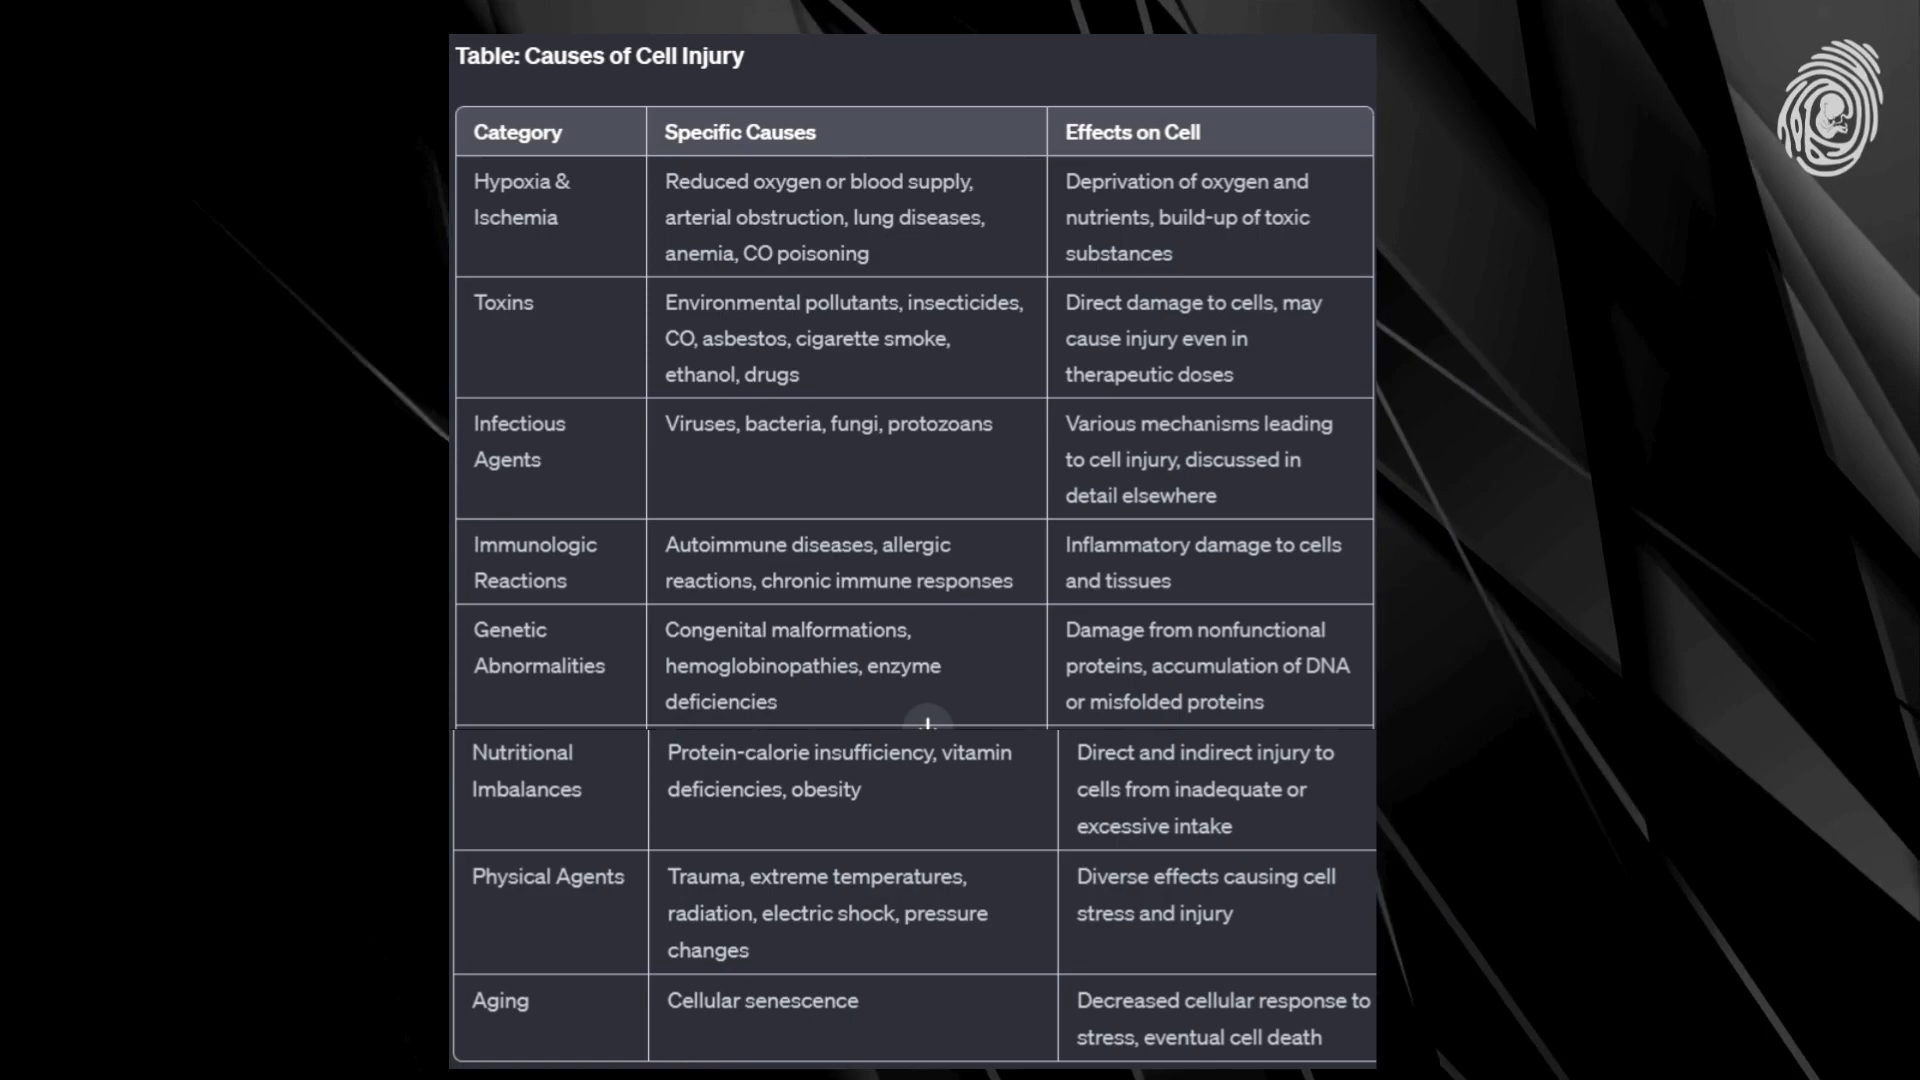 Table: Causes of Cell Injury
Category
Specific Causes
Effects on Cell
Hypoxia &
Ischemia
Reduced oxygen or blood supply,
arterial obstruction, lung diseases,
anemia, CO poisoning
Deprivation of oxygen and
nutrients, build-up of toxic
substances
Toxins
Environmental pollutants, insecticides,
CO, asbestos, cigarette smoke,
ethanol, drugs
Direct damage to cells, may
cause injury even in
therapeutic doses
Infectious
Agents
Viruses, bacteria, fungi, protozoans
Various mechanisms leading
to cell injury, discussed in
detail elsewhere
Immunologic
Reactions
Autoimmune diseases, allergic
reactions, chronic immune responses
Inflammatory damage to cells
and tissues
Genetic
Abnormalities
Congenital malformations,
hemoglobinopathies, enzyme
deficiencies
Damage from nonfunctional
proteins, accumulation of DNA
or misfolded proteins
Nutritional
Imbalances
Protein-calorie insufficiency, vitamin
deficiencies, obesity
Direct and indirect injury to
cells from inadequate or
excessive intake
Physical Agents
Trauma, extreme temperatures,
radiation, electric shock, pressure
changes
Diverse effects causing cell
stress and injury
Aging
Cellular senescence
Decreased cellular response to
stress, eventual cell death